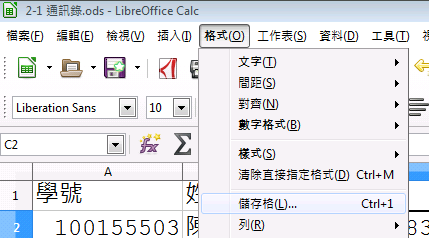 2-1 通訊錄.ods - LibreOffice Calc
檔案(F) 編輯(E) 檢視(V) 插入(I) 格式(O) 工作表(S) 資料(D) 工具(T)
文字(T)
間距(S)
對齊(N)
Liberation Sans 10 數字格式(B)
樣式(S)
C2 fx Σ
清除直接指定格式(D) Ctrl+M
A
1 學號
儲存格(L)... Ctrl+1
2 100155503 陳 83
列(R)